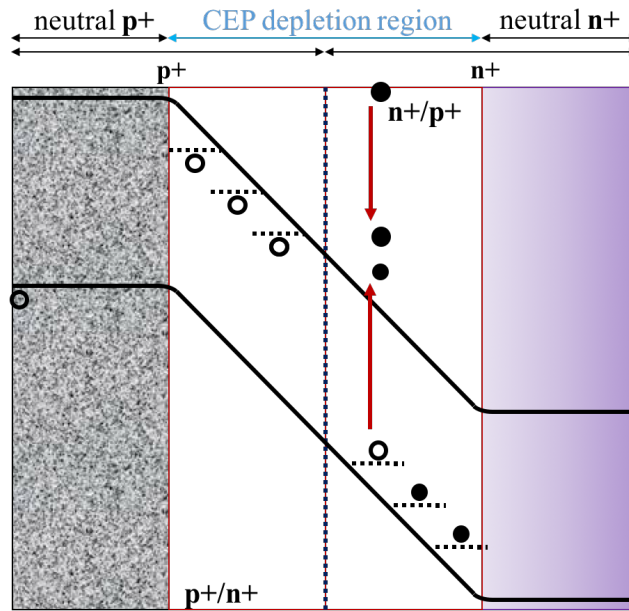 neutral p+ CEP depletion region neutral n+
p+ n+
n+/p+
p+/n+